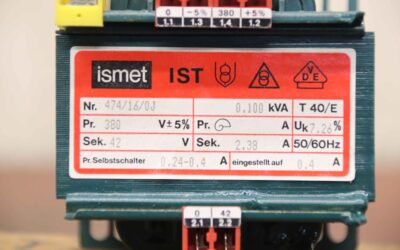 0 -5% 380 +5%
1.1 1.3 1.4 1.2
ismet IST VDE
Nr. 474/16/0J 0.100 kVA T 40/E
Pr. 380 V±5% Pr. A Uk 7.26%
Sek. 42 V Sek. 2.38 A 50/60Hz
Pr. Selbstschalter 0.24-0.4 A eingestellt auf 0.4 A
0 42
2.1 2.2